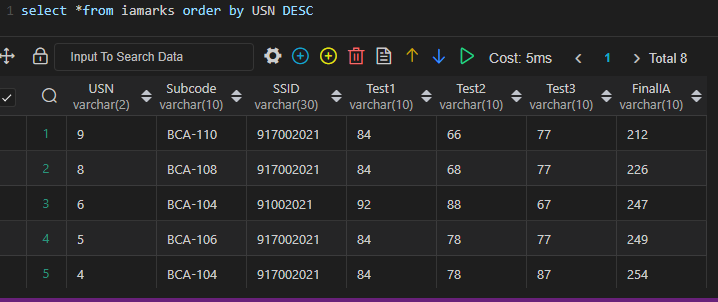 1 select *from iamarks order by USN DESC
Input To Search Data Cost: 5ms 1 Total 8
USN Subcode SSID Test1 Test2 Test3 FinalIA
varchar(2) varchar(10) varchar(30) varchar(10) varchar(10) varchar(10) varchar(10)
1 9 BCA-110 917002021 84 66 77 212
2 8 BCA-108 917002021 84 68 77 226
3 6 BCA-104 91002021 92 88 67 247
4 5 BCA-106 917002021 84 78 77 249
5 4 BCA-104 917002021 84 78 87 254